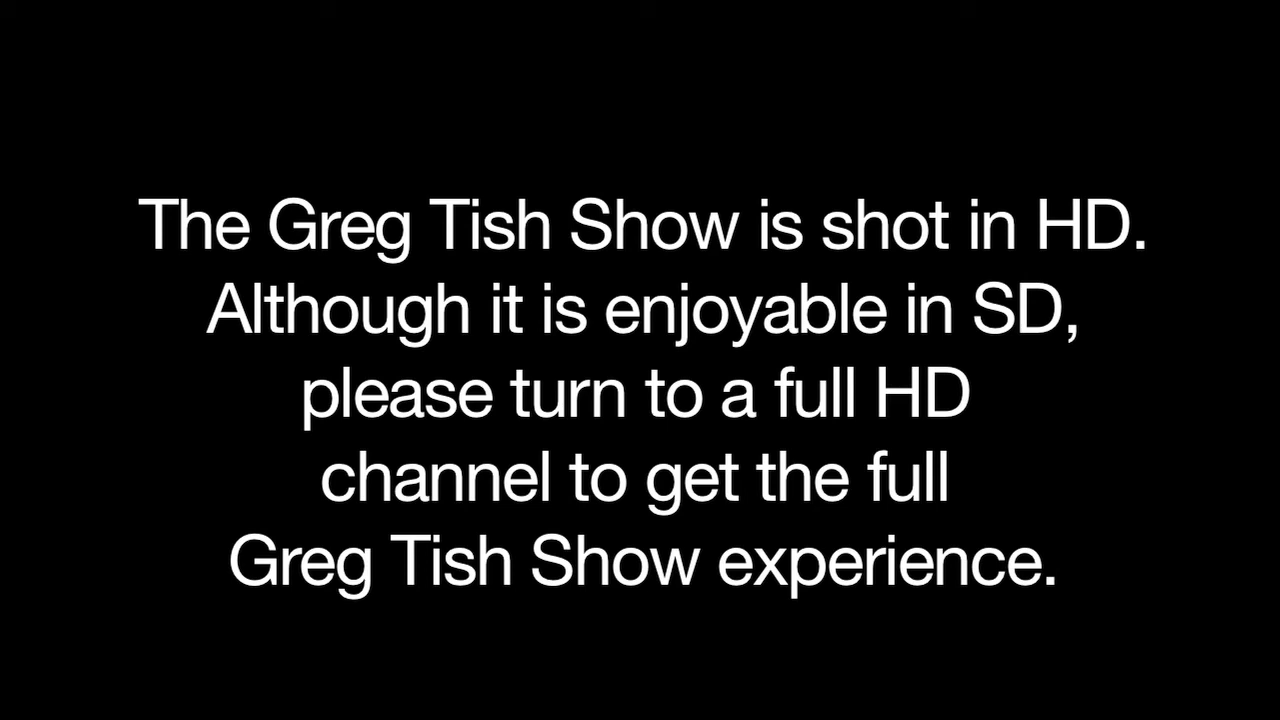 The Greg Tish Show is shot in HD.
Although it is enjoyable in SD,
please turn to a full HD
channel to get the full
Greg Tish Show experience.